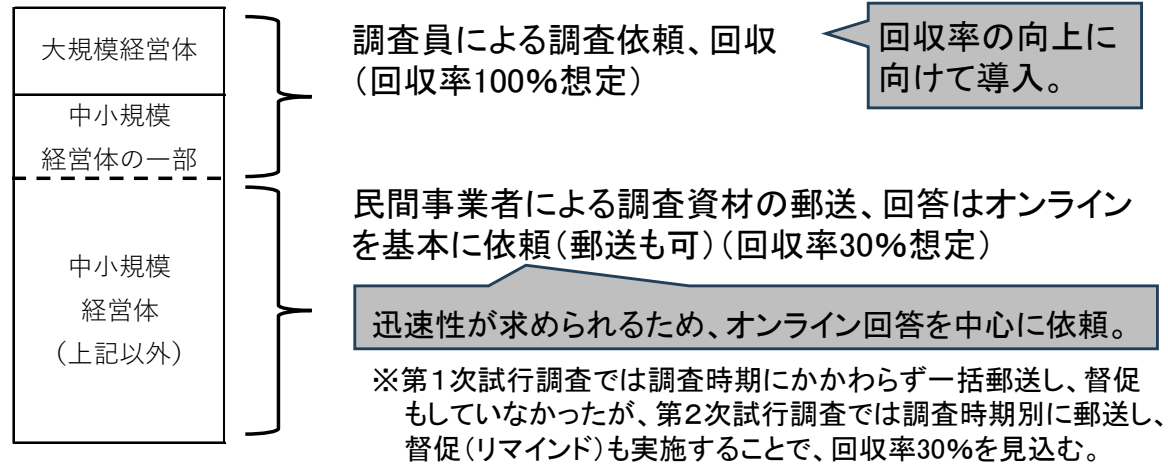 大規模経営体
中小規模
経営体の一部
中小規模
経営体
（上記以外）
調査員による調査依頼、回収
（回収率100％想定）
回収率の向上に
向けて導入。
民間事業者による調査資材の郵送、回答はオンライン
を基本に依頼（郵送も可）（回収率30％想定）
迅速性が求められるため、オンライン回答を中心に依頼。
※第１次試行調査では調査時期にかかわらず一括郵送し、督促
もしていなかったが、第２次試行調査では調査時期別に郵送し、
督促（リマインド）も実施することで、回収率30％を見込む。